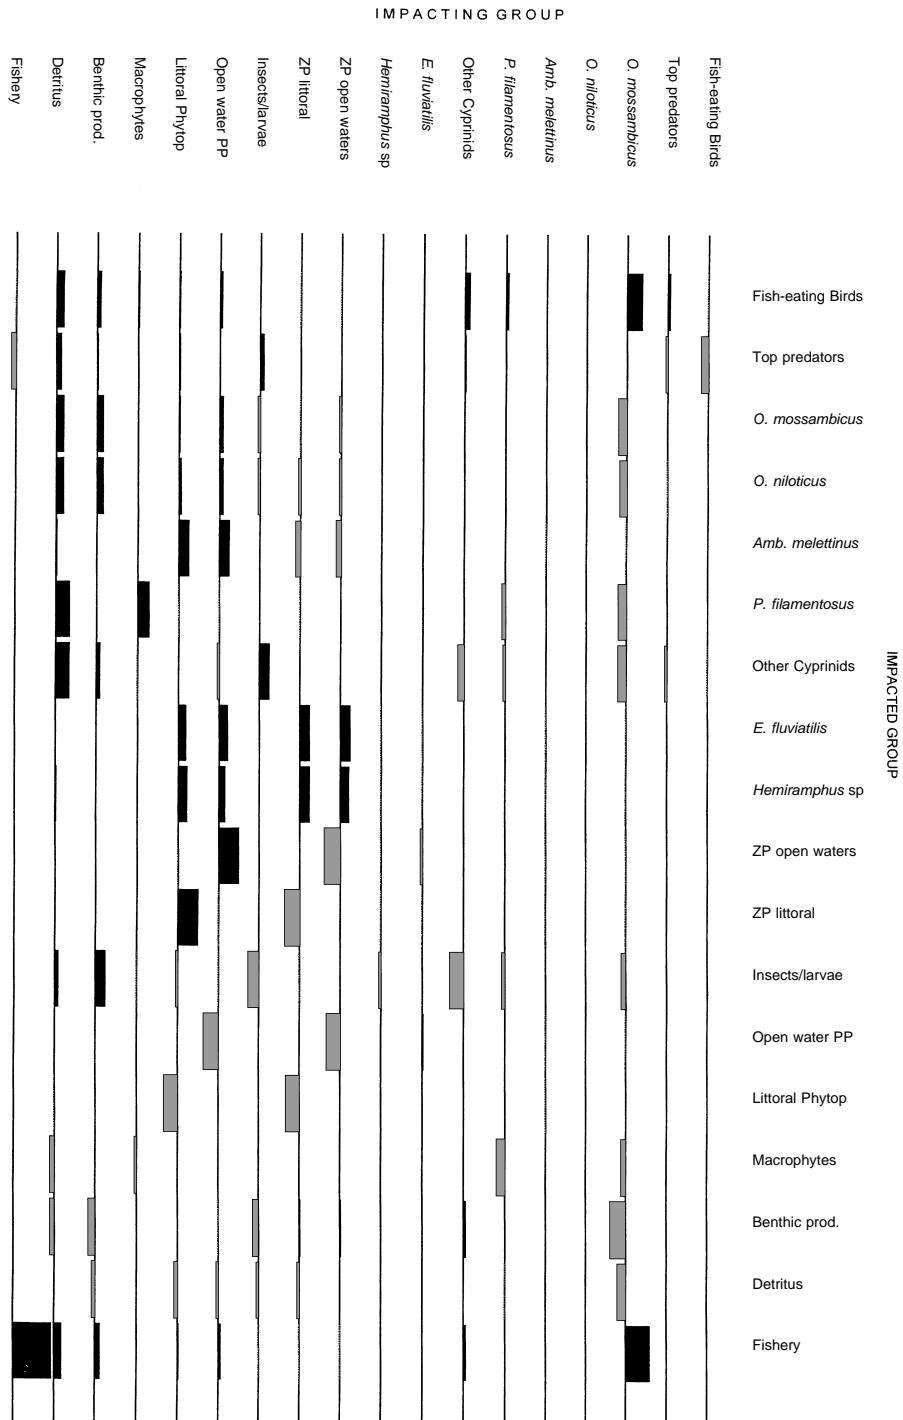 IMPACTING GROUP
Fishery
Detritus
Benthic prod.
Macrophytes
Littoral Phytop
Open water PP
Insects/larvae
ZP littoral
ZP open waters
Hemiramphus sp
E. fluviatilis
Other Cyprinids
P. filamentosus
Amb. melettinus
O. niloticus
O. mossambicus
Top predators
Fish-eating Birds
Fish-eating Birds
Top predators
O. mossambicus
O. niloticus
Amb. melettinus
P. filamentosus
Other Cyprinids
E. fluviatilis
Hemiramphus sp
ZP open waters
ZP littoral
Insects/larvae
Open water PP
Littoral Phytop
Macrophytes
Benthic prod.
Detritus
Fishery
IMPACTED GROUP